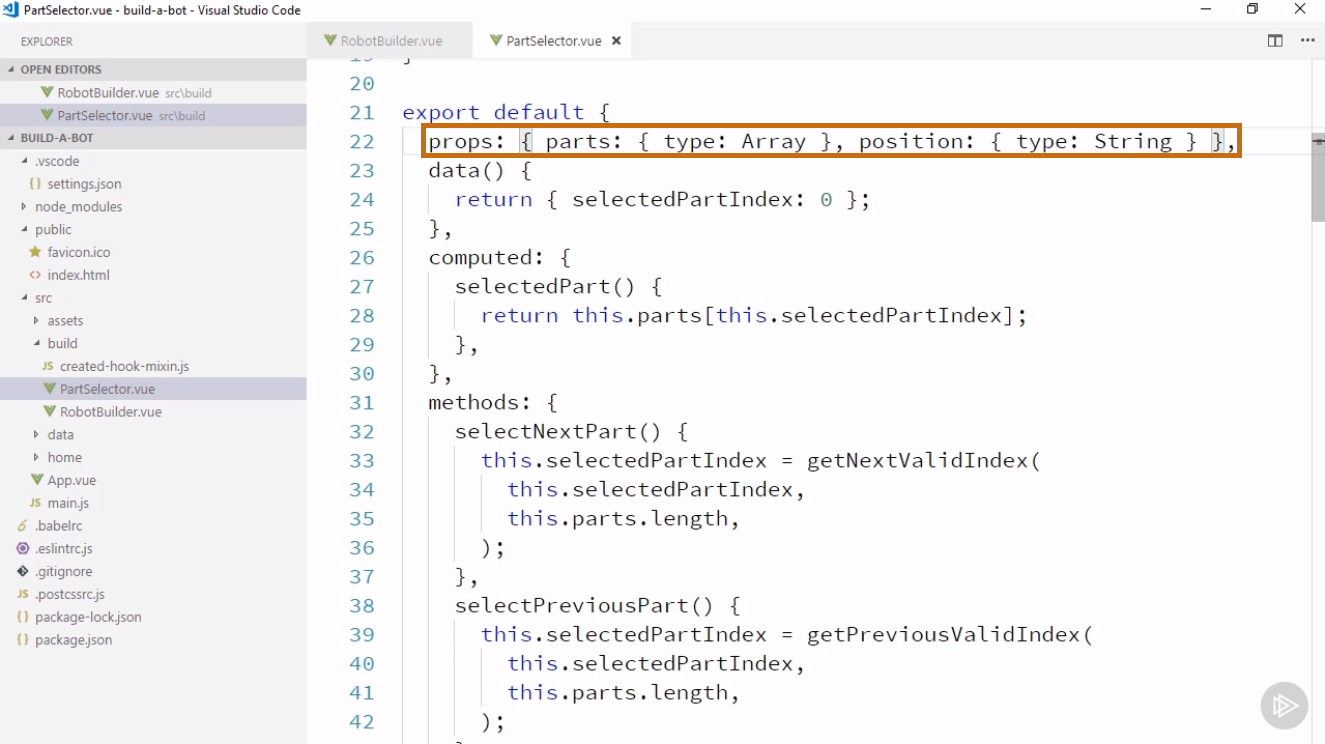 PartSelector.vue - build-a-bot - Visual Studio Code
EXPLORER
OPEN EDITORS
RobotBuilder.vue src\build
PartSelector.vue src\build
BUILD-A-BOT
.vscode
{} settings.json
node_modules
public
favicon.ico
<> index.html
src
assets
build
JS created-hook-mixin.js
PartSelector.vue
RobotBuilder.vue
data
home
App.vue
JS main.js
.babelrc
.eslintrc.js
.gitignore
JS .postcssrc.js
{} package-lock.json
{} package.json
RobotBuilder.vue PartSelector.vue
19 }
20
21 export default {
22 props: { parts: { type: Array }, position: { type: String } },
23 data() {
24 return { selectedPartIndex: 0 };
25 },
26 computed: {
27 selectedPart() {
28 return this.parts[this.selectedPartIndex];
29 },
30 },
31 methods: {
32 selectNextPart() {
33 this.selectedPartIndex = getNextValidIndex(
34 this.selectedPartIndex,
35 this.parts.length,
36 );
37 },
38 selectPreviousPart() {
39 this.selectedPartIndex = getPreviousValidIndex(
40 this.selectedPartIndex,
41 this.parts.length,
42 );